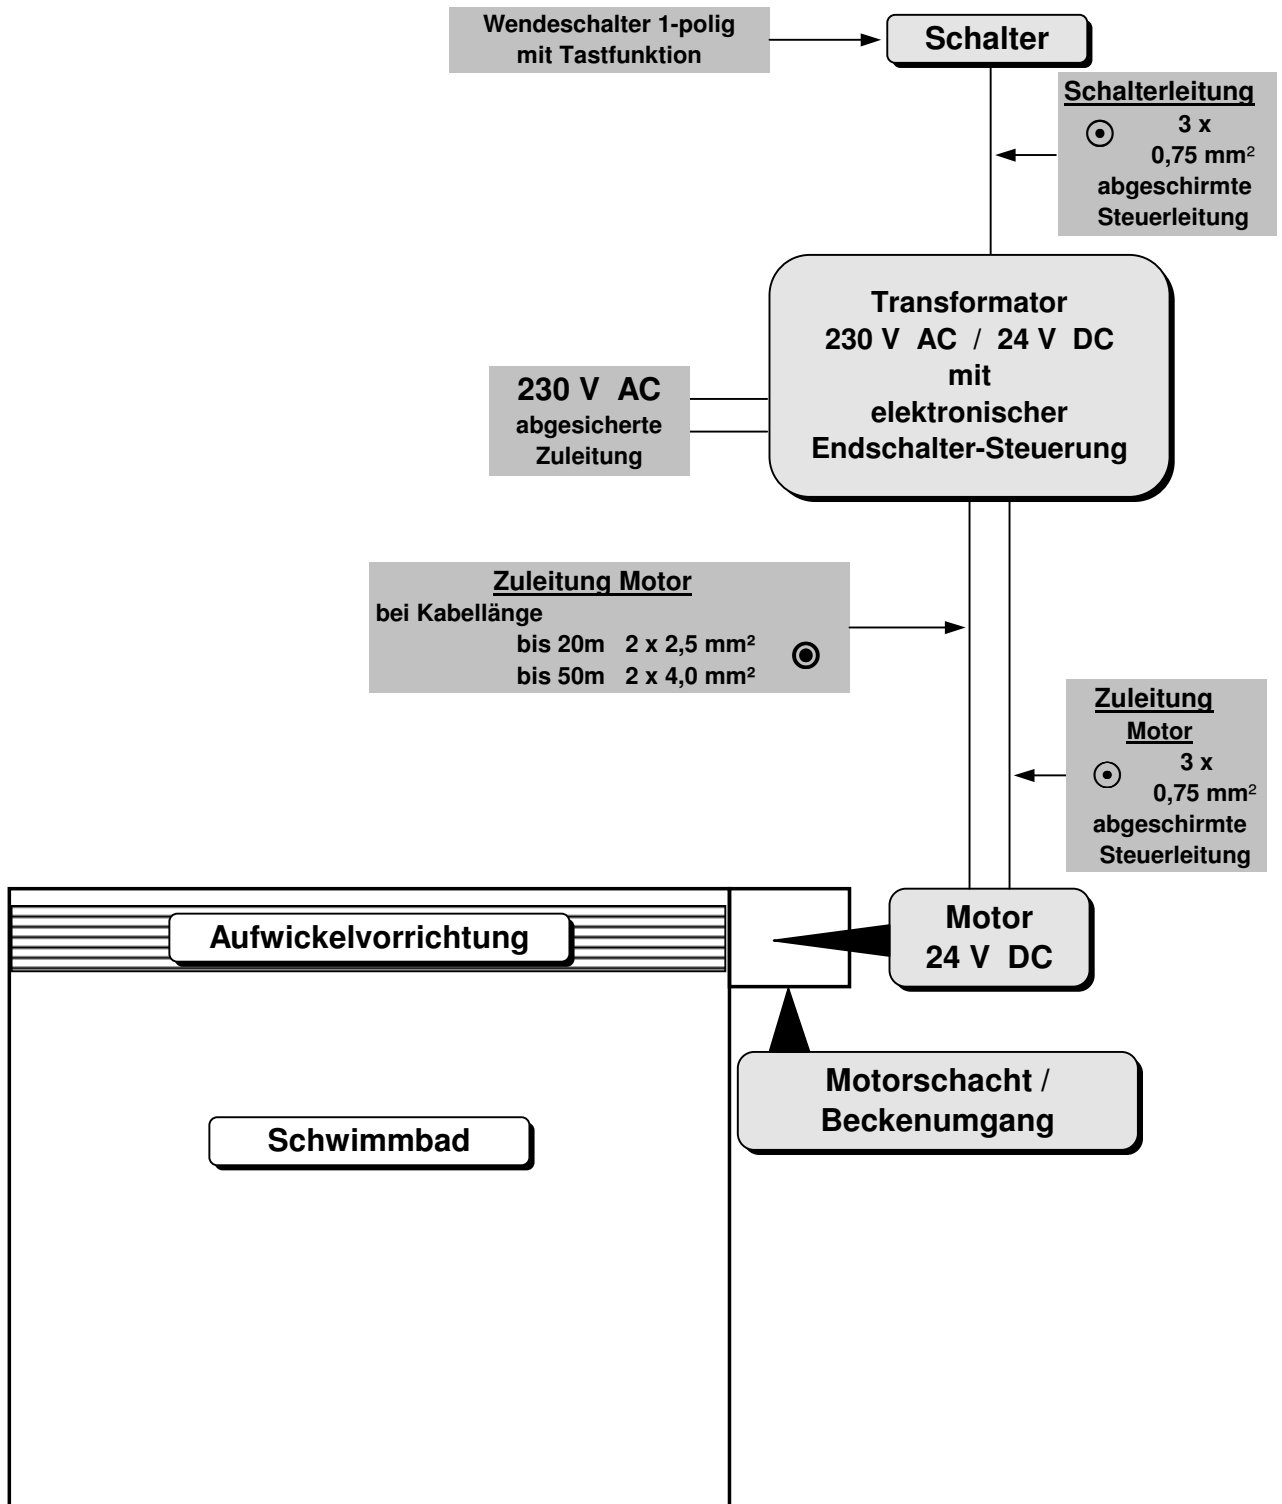 Wendeschalter 1-polig
mit Tastfunktion
Schalter
Schalterleitung
3 x
0,75 mm²
abgeschirmte
Steuerleitung
Transformator
230 V AC / 24 V DC
mit
elektronischer
Endschalter-Steuerung
230 V AC
abgesicherte
Zuleitung
Zuleitung Motor
bei Kabellänge
bis 20m 2 x 2,5 mm²
bis 50m 2 x 4,0 mm²
Zuleitung
Motor
3 x
0,75 mm²
abgeschirmte
Steuerleitung
Aufwickelvorrichtung
Motor
24 V DC
Motorschacht /
Beckenumgang
Schwimmbad